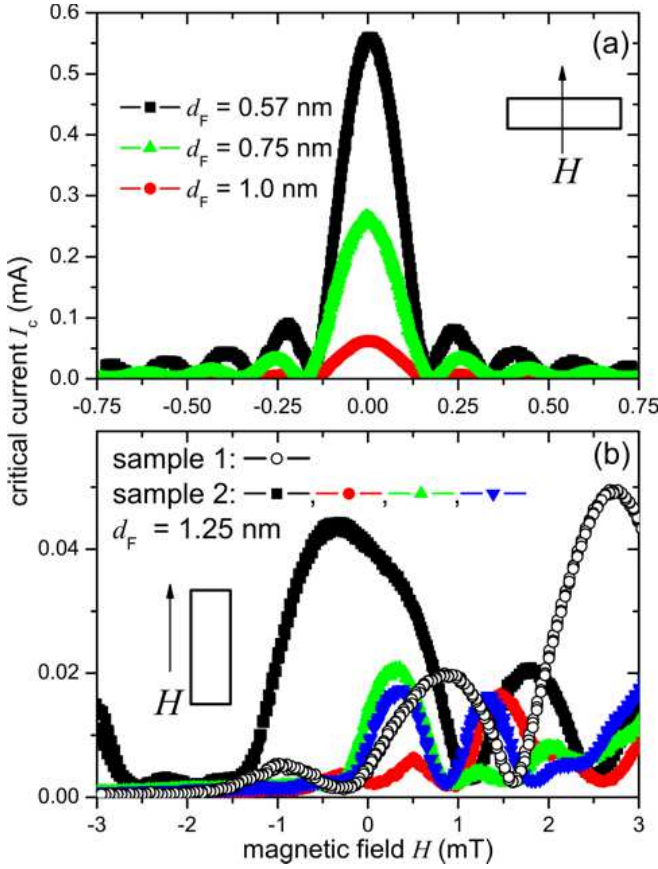 0.6
(a)
0.5
d_F = 0.57 nm
0.4
d_F = 0.75 nm
d_F = 1.0 nm
H
0.3
0.2
0.1
0.0
-0.75 -0.50 -0.25 0.00 0.25 0.50 0.75
critical current I_c (mA)
sample 1: (b)
sample 2: , , ,
d_F = 1.25 nm
0.04
H
0.02
0.00
-3 -2 -1 0 1 2 3
magnetic field H (mT)